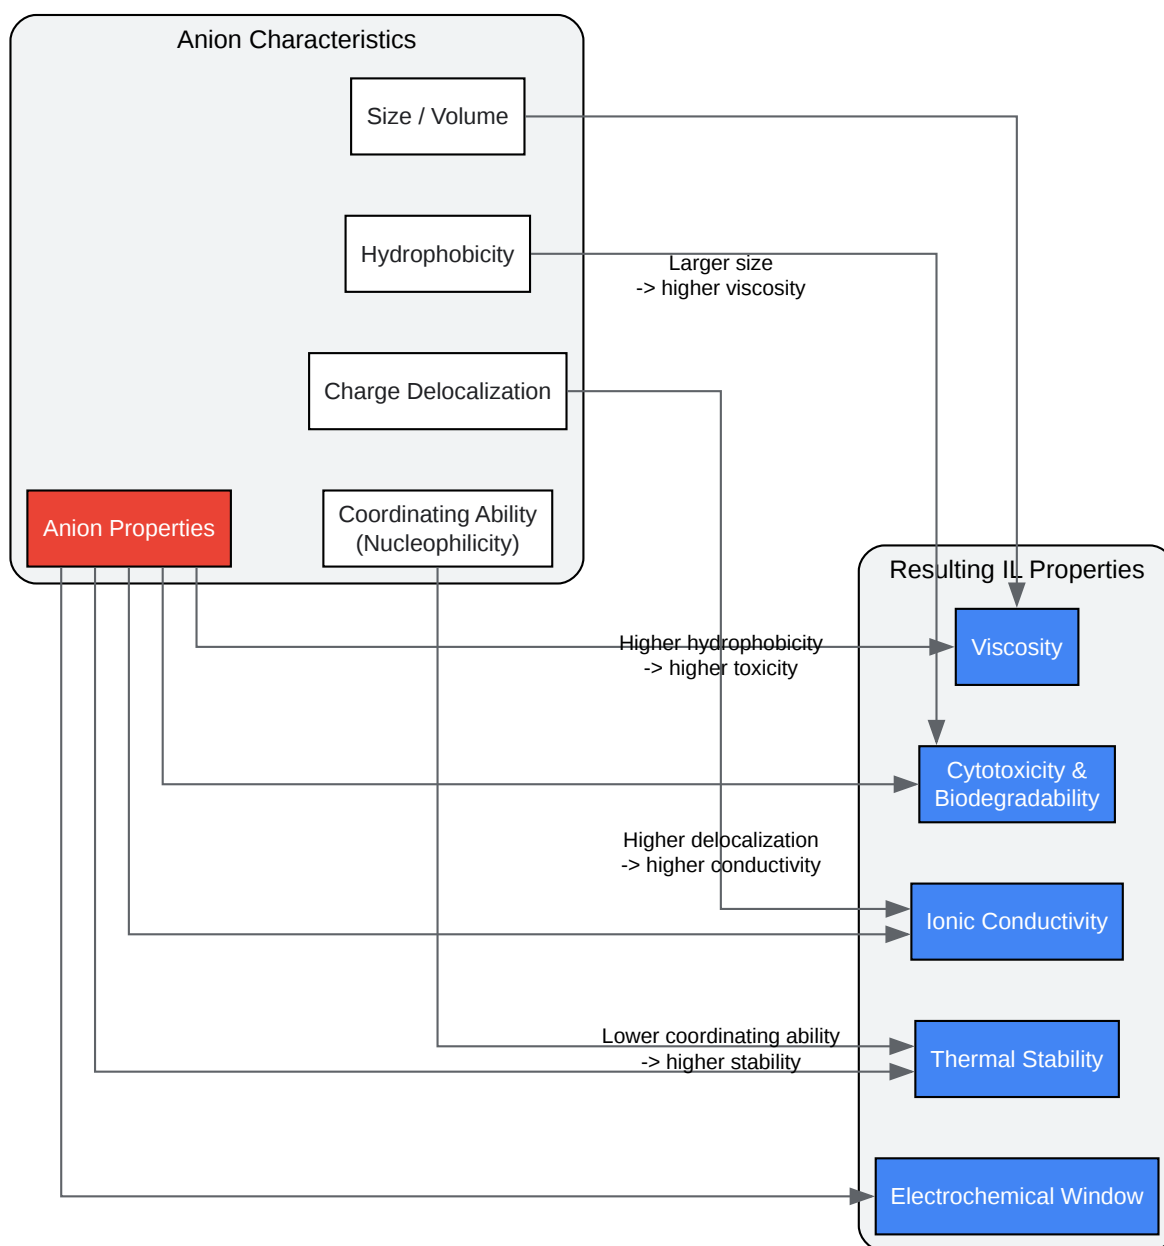 Anion Characteristics
Size / Volume
Hydrophobicity
Larger size
-> higher viscosity
Charge Delocalization
Anion Properties
Coordinating Ability
(Nucleophilicity)
Resulting IL Properties
Higher hydrophobicity
-> higher toxicity
Viscosity
Cytotoxicity &
Biodegradability
Higher delocalization
-> higher conductivity
Ionic Conductivity
Lower coordinating ability
-> higher stability
Thermal Stability
Electrochemical Window